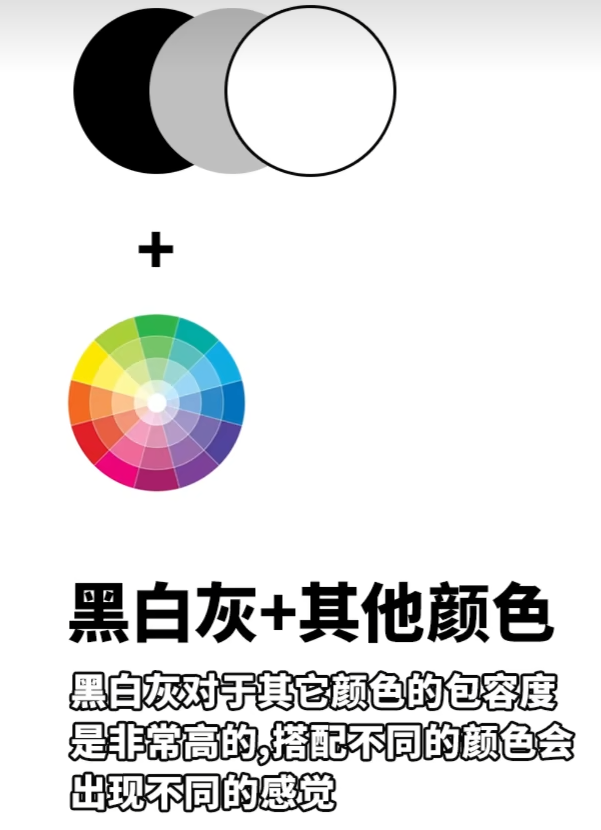 +
黑白灰+其他颜色
黑白灰对于其它颜色的包容度
是非常高的,搭配不同的颜色会
出现不同的感觉